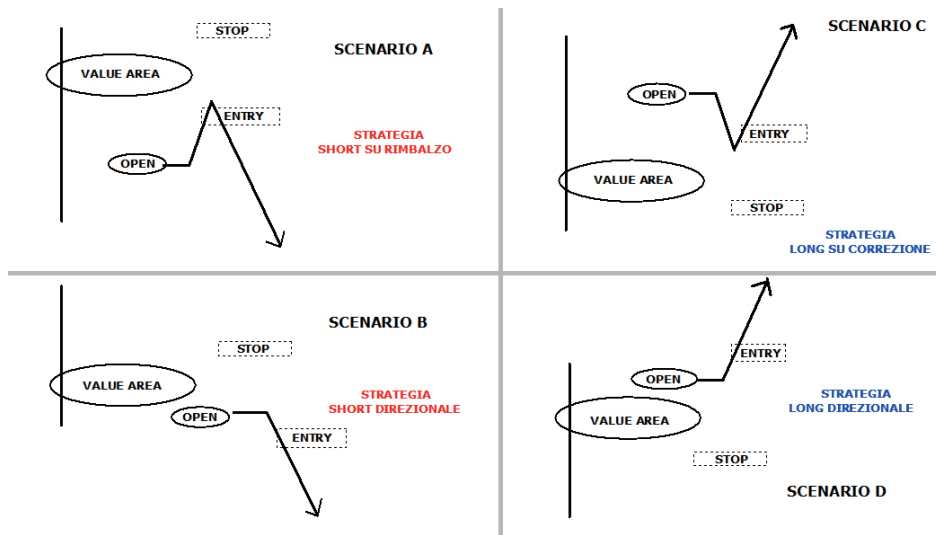 STOP
SCENARIO A
VALUE AREA
ENTRY
STRATEGIA
SHORT SU RIMBALZO
OPEN
SCENARIO C
OPEN
ENTRY
VALUE AREA
STOP
STRATEGIA
LONG SU CORREZIONE
SCENARIO B
STOP
VALUE AREA
STRATEGIA
SHORT DIREZIONALE
OPEN
ENTRY
ENTRY
OPEN
STRATEGIA
LONG DIREZIONALE
VALUE AREA
STOP
SCENARIO D